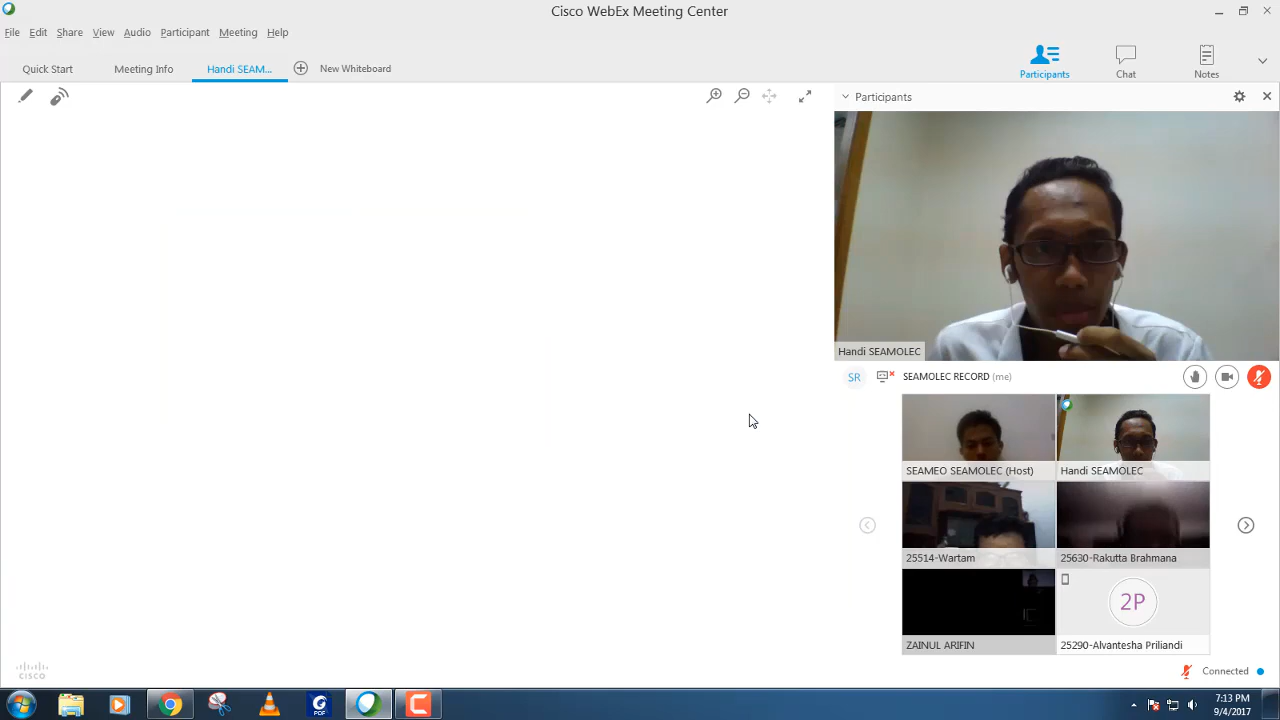 Cisco WebEx Meeting Center
File Edit Share View Audio Participant Meeting Help
Quick Start Meeting Info Handi SEAM... New Whiteboard
Participants Chat Notes
Participants
Handi SEAMOLEC
SR SEAMOLEC RECORD (me)
SEAMEO SEAMOLEC (Host) Handi SEAMOLEC
25514-Wartam 25630-Rakutta Brahmana
2P
ZAINUL ARIFIN 25290-Alvantesha Priliandi
cisco Connected
PDF
7:13 PM
9/4/2017